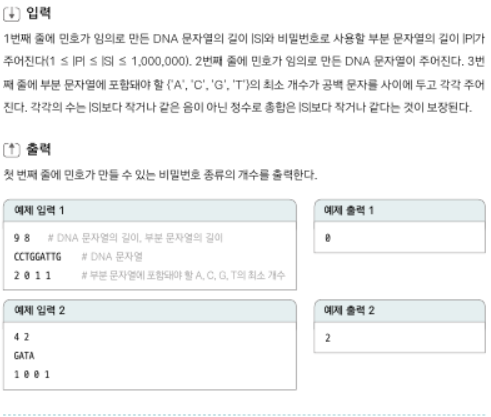 입력
1번째 줄에 민호가 임의로 만든 DNA 문자열의 길이 |S|와 비밀번호로 사용할 부분 문자열의 길이 |P|가
주어진다(1 ≤ |P| ≤ |S| ≤ 1,000,000). 2번째 줄에 민호가 임의로 만든 DNA 문자열이 주어진다. 3번
째 줄에 부분 문자열에 포함돼야 할 {'A', 'C', 'G', 'T'}의 최소 개수가 공백 문자를 사이에 두고 각각 주어
진다. 각각의 수는 |S|보다 작거나 같은 음이 아닌 정수로 총합은 |S|보다 작거나 같다는 것이 보장된다.
출력
첫 번째 줄에 민호가 만들 수 있는 비밀번호 종류의 개수를 출력한다.
예제 입력 1
9 8 # DNA 문자열의 길이, 부분 문자열의 길이
CCTGGATTG # DNA 문자열
2 0 1 1 # 부분 문자열에 포함돼야 할 A, C, G, T의 최소 개수
예제 출력 1
0
예제 입력 2
4 2
GATA
1 0 0 1
예제 출력 2
2